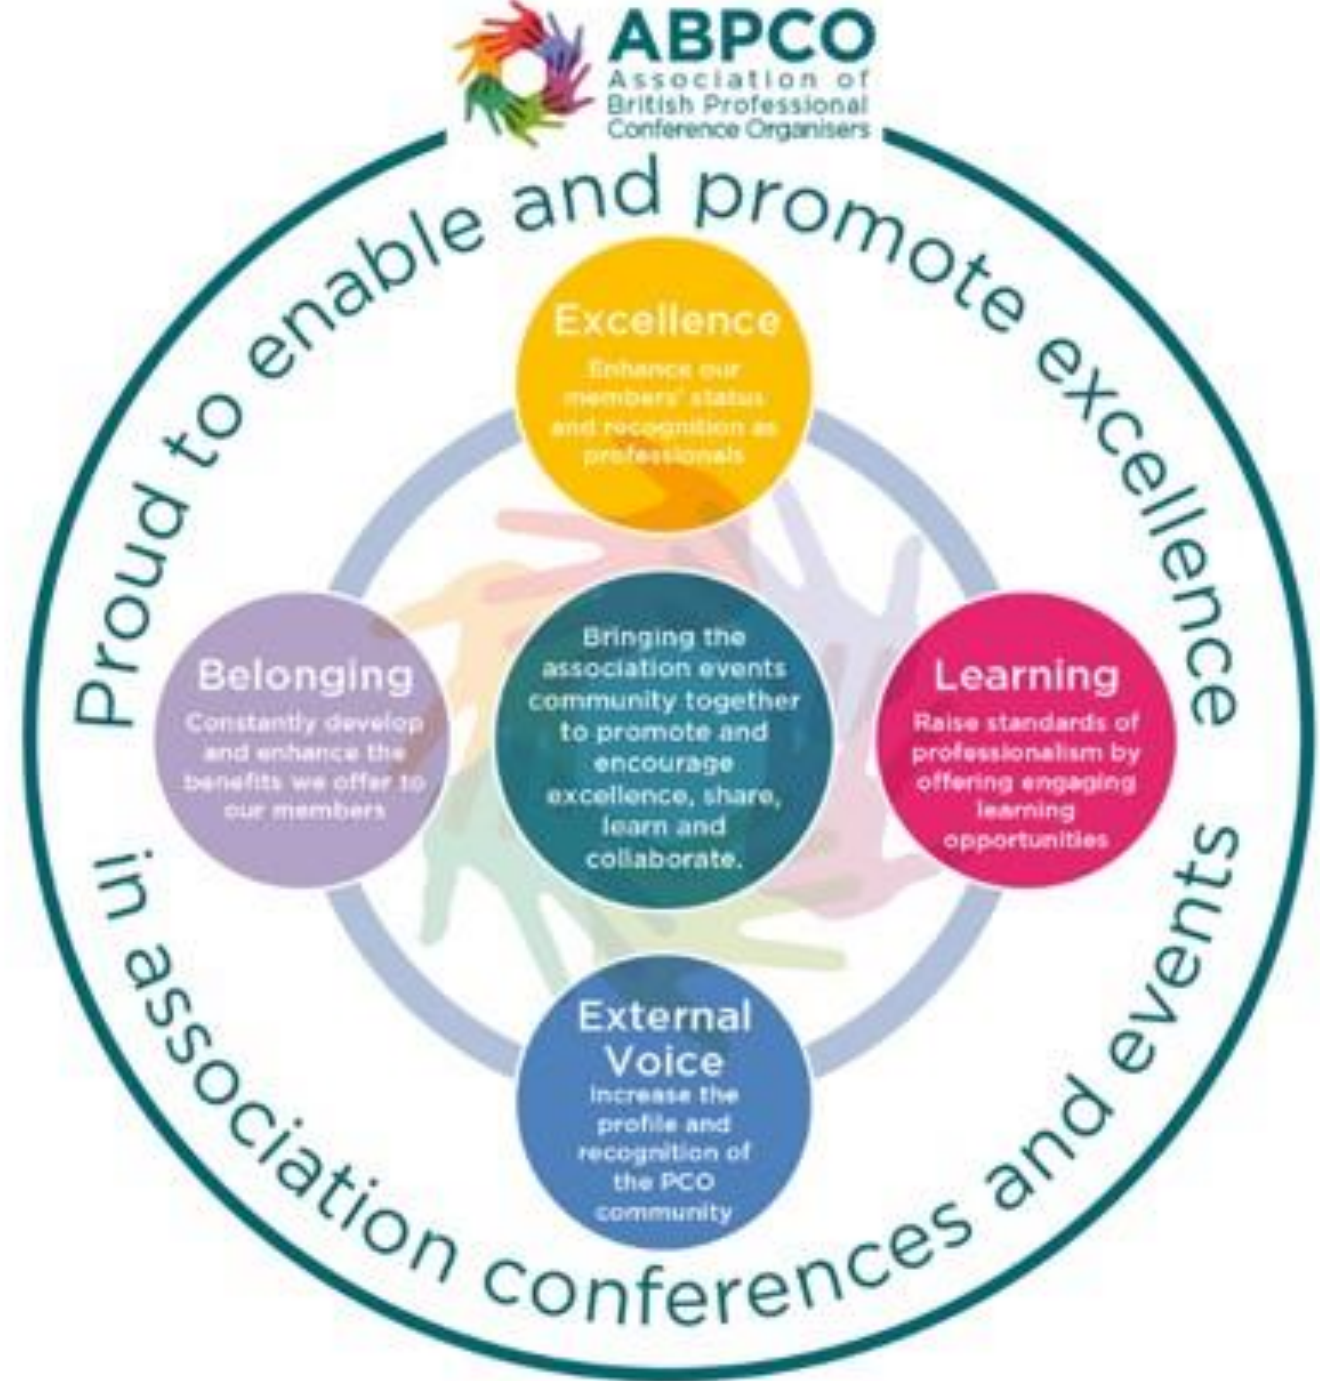 ABPCO
Association of
British Professional
Conference Organisers
Proud to enable and promote excellence
in association conferences and events
Excellence
Enhance our
members' status
and recognition as
professionals
Belonging
Constantly develop
and enhance the
benefits we offer to
our members
Bringing the
association events
community together
to promote and
encourage
excellence, share,
learn and
collaborate.
Learning
Raise standards of
professionalism by
offering engaging
learning
opportunities
External
Voice
Increase the
profile and
recognition of
the PCO
community